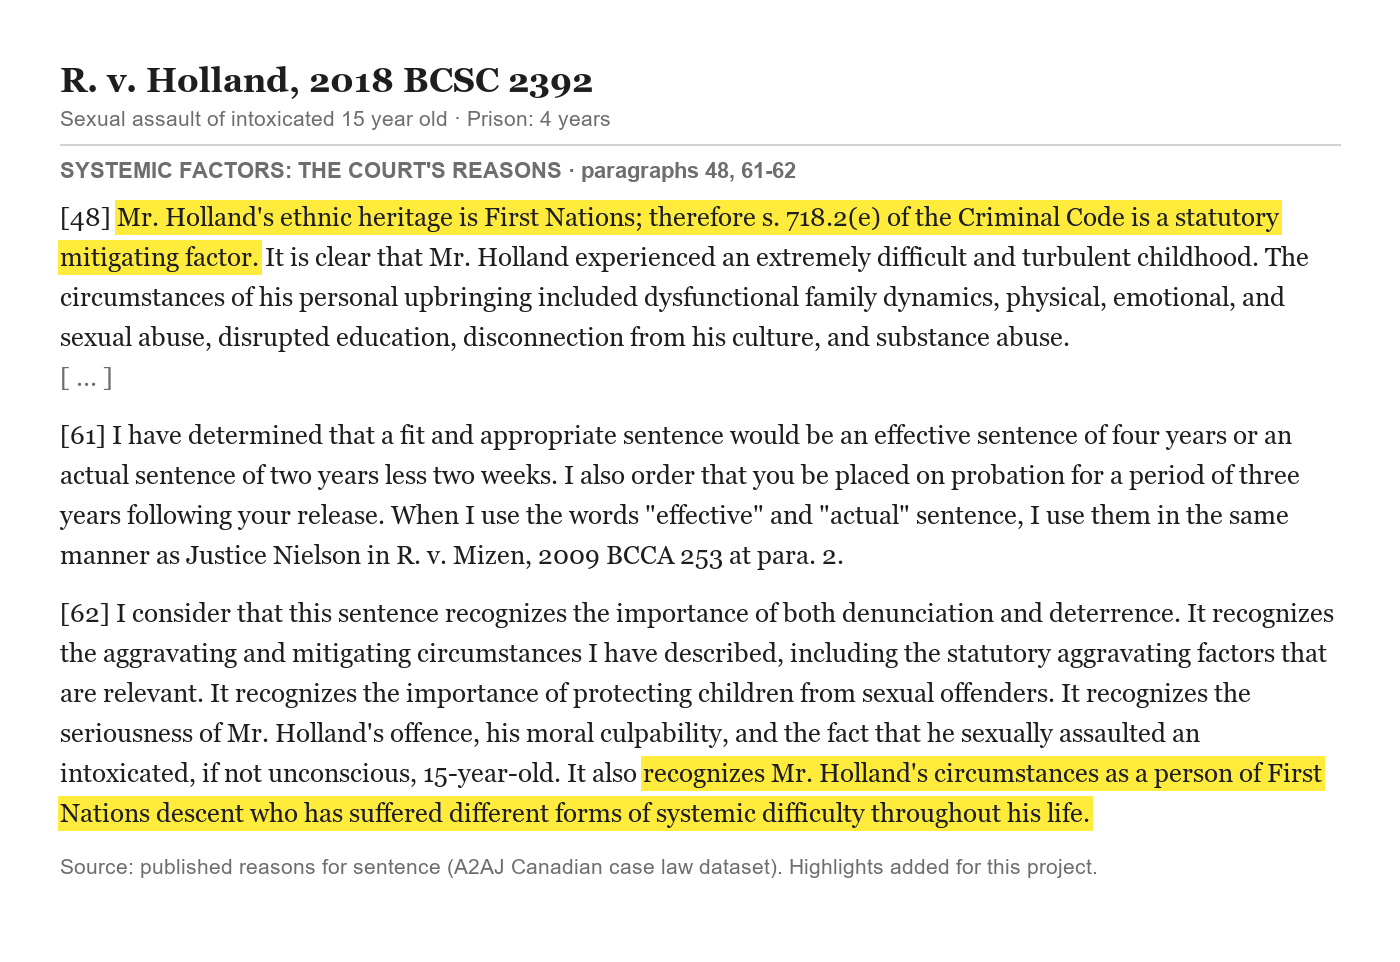 R. v. Holland, 2018 BCSC 2392
Sexual assault of intoxicated 15 year old · Prison: 4 years
SYSTEMIC FACTORS: THE COURT'S REASONS · paragraphs 48, 61-62
[48] Mr. Holland's ethnic heritage is First Nations; therefore s. 718.2(e) of the Criminal Code is a statutory
mitigating factor. It is clear that Mr. Holland experienced an extremely difficult and turbulent childhood. The
circumstances of his personal upbringing included dysfunctional family dynamics, physical, emotional, and
sexual abuse, disrupted education, disconnection from his culture, and substance abuse.
[ ... ]
[61] I have determined that a fit and appropriate sentence would be an effective sentence of four years or an
actual sentence of two years less two weeks. I also order that you be placed on probation for a period of three
years following your release. When I use the words "effective" and "actual" sentence, I use them in the same
manner as Justice Nielson in R. v. Mizen, 2009 BCCA 253 at para. 2.
[62] I consider that this sentence recognizes the importance of both denunciation and deterrence. It recognizes
the aggravating and mitigating circumstances I have described, including the statutory aggravating factors that
are relevant. It recognizes the importance of protecting children from sexual offenders. It recognizes the
seriousness of Mr. Holland's offence, his moral culpability, and the fact that he sexually assaulted an
intoxicated, if not unconscious, 15-year-old. It also recognizes Mr. Holland's circumstances as a person of First
Nations descent who has suffered different forms of systemic difficulty throughout his life.
Source: published reasons for sentence (A2AJ Canadian case law dataset). Highlights added for this project.